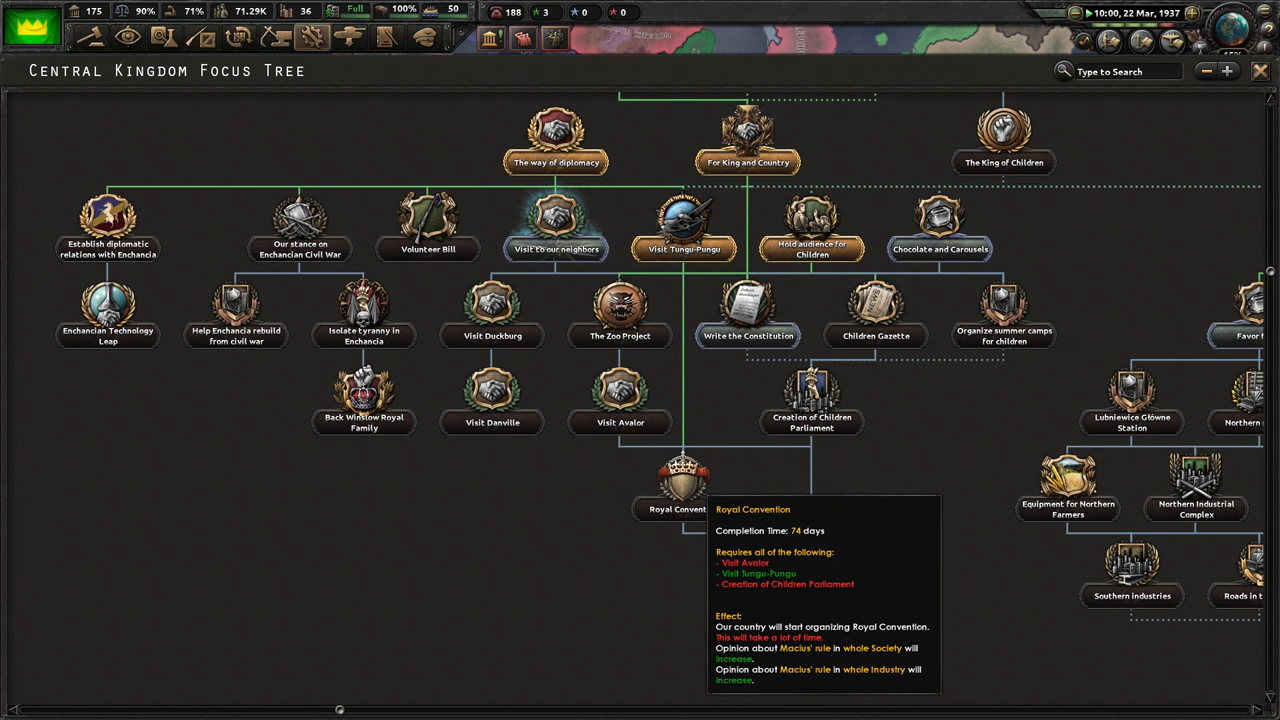 175
90%
71%
71.29K
36
Full
100%
50
188
3
0
0
10:00, 22 Mar, 1937
CENTRAL KINGDOM FOCUS TREE
Type to Search
The way of diplomacy
For King and Country
The King of Children
Establish diplomatic
relations with Enchancia
Our stance on
Enchancian Civil War
Volunteer Bill
Visit to our neighbors
Visit Tungu-Pungu
Hold audience for
Children
Chocolate and Carousels
Enchancian Technology
Leap
Help Enchancia rebuild
from civil war
Isolate tyranny in
Enchancia
Visit Duckburg
The Zoo Project
Write the Constitution
Children Gazette
Organize summer camps
for children
Favor
Back Winslow Royal
Family
Visit Danville
Visit Avalor
Creation of Children
Parliament
Lubniewice Główne
Station
Northern
Royal Convent
Equipment for Northern
Farmers
Northern Industrial
Complex
Southern industries
Roads in t
Royal Convention
Completion Time: 74 days
Requires all of the following:
- Visit Avalor
- Visit Tungu-Pungu
- Creation of Children Parliament
Effect:
Our country will start organizing Royal Convention.
This will take a lot of time.
Opinion about Macius' rule in whole Society will
increase.
Opinion about Macius' rule in whole Industry will
increase.